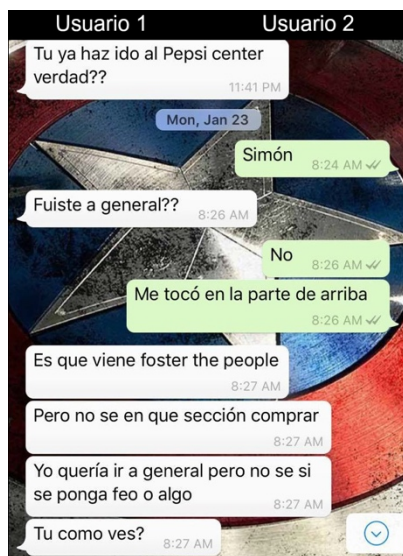 Usuario 1 Usuario 2
Tu ya haz ido al Pepsi center
verdad??
11:41 PM
Mon, Jan 23
Simón 8:24 AM
Fuiste a general?? 8:26 AM
No 8:26 AM
Me tocó en la parte de arriba
8:26 AM
Es que viene foster the people
8:27 AM
Pero no se en que sección comprar
8:27 AM
Yo quería ir a general pero no se si
se ponga feo o algo
8:27 AM
Tu como ves? 8:27 AM